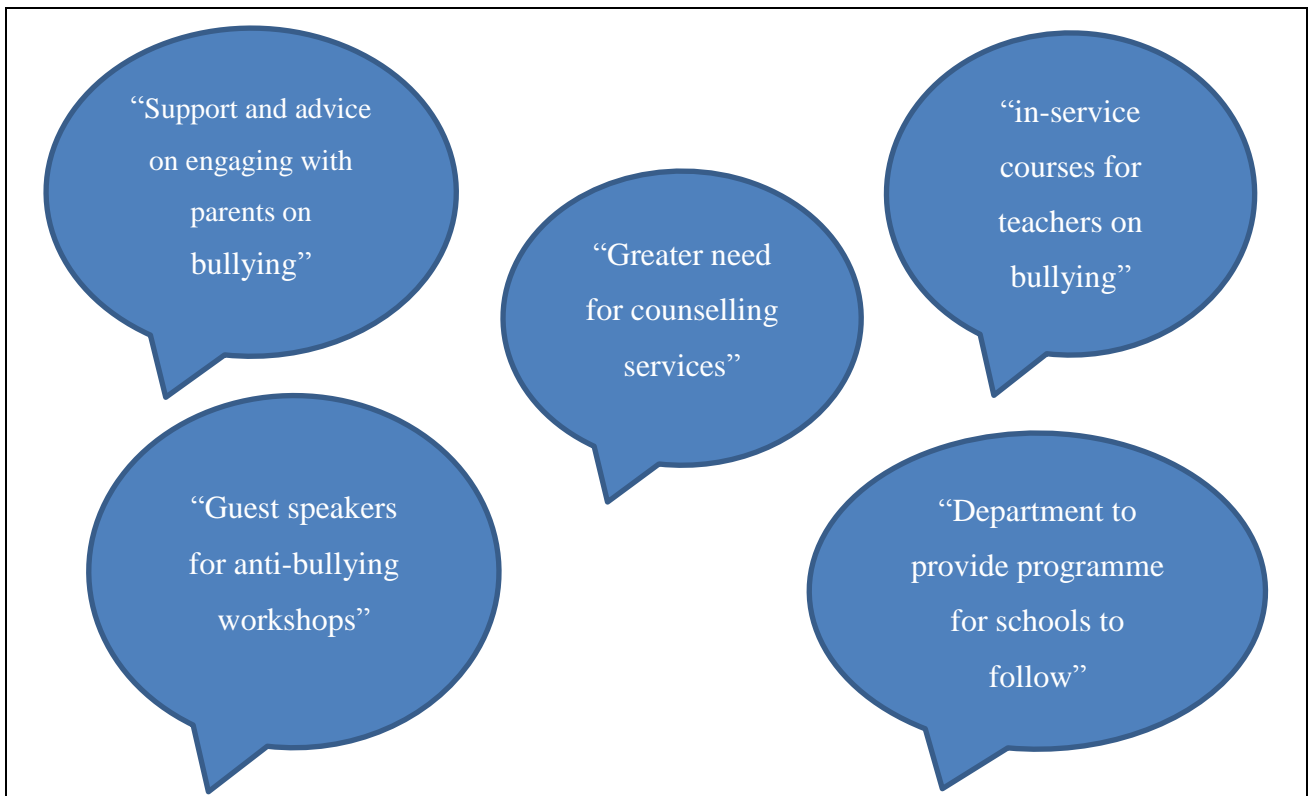 “Support and advice
on engaging with
parents on
bullying”
“Greater need
for counselling
services”
“in-service
courses for
teachers on
bullying”
“Guest speakers
for anti-bullying
workshops”
“Department to
provide programme
for schools to
follow”